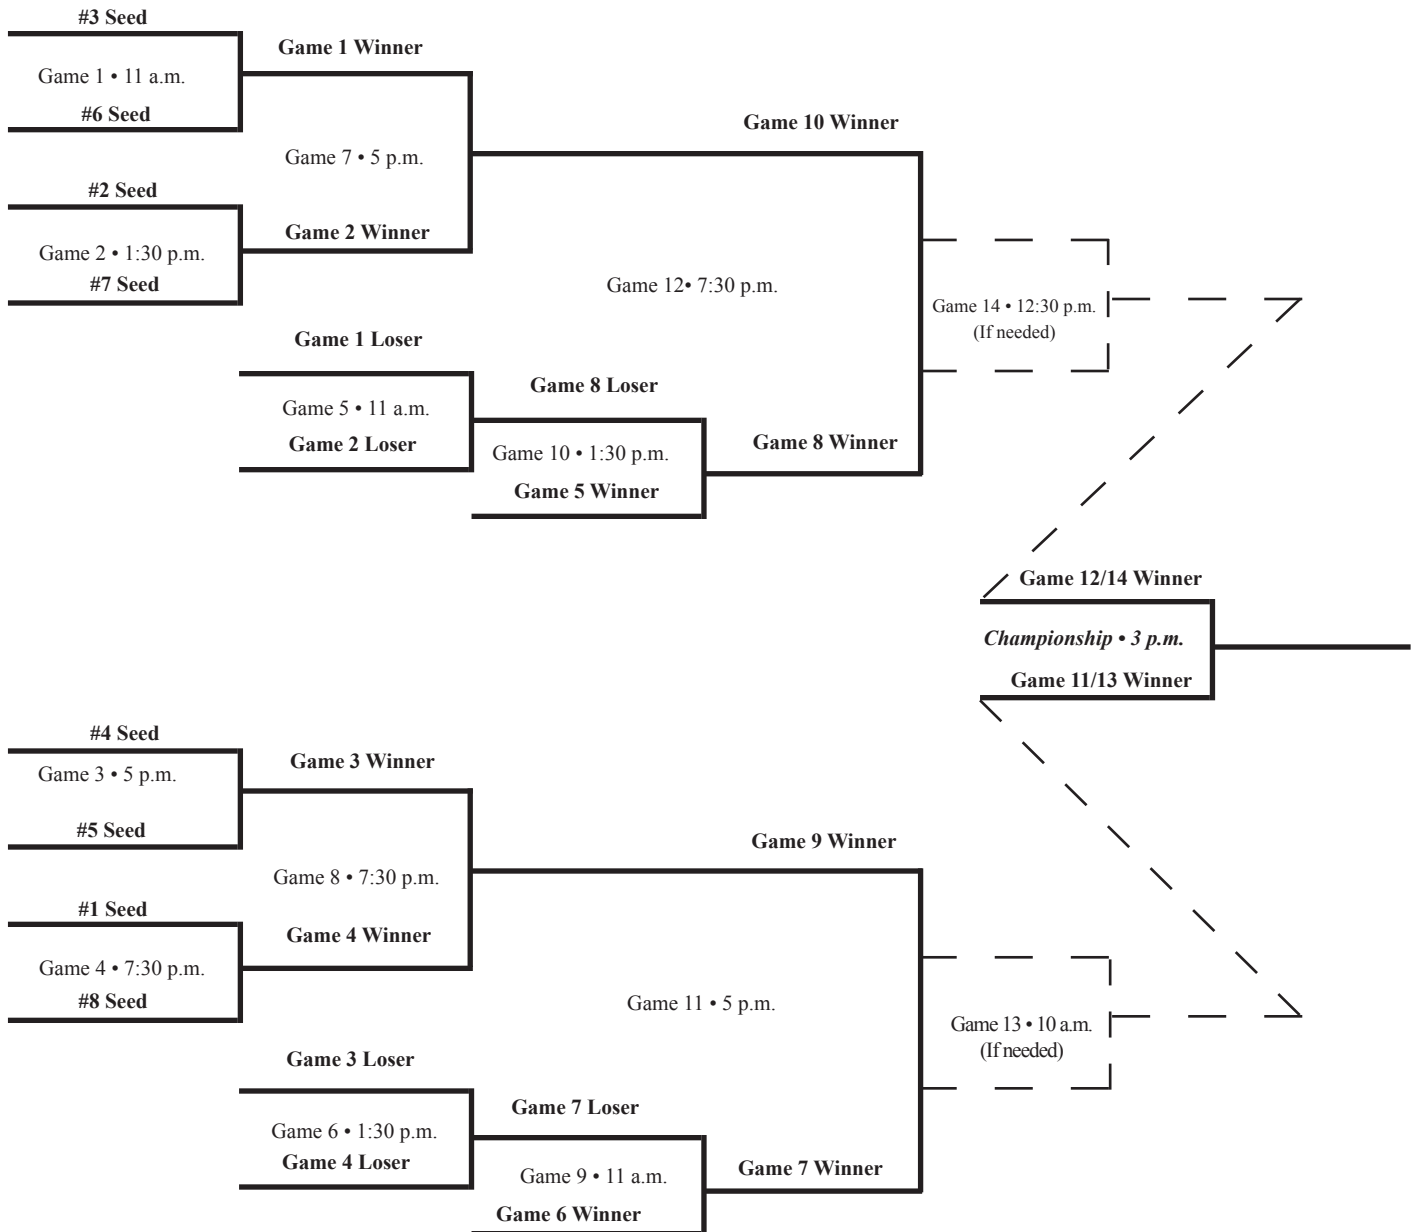 #3 Seed
Game 1 • 11 a.m.
#6 Seed
Game 1 Winner
Game 7 • 5 p.m.
Game 2 Winner
#2 Seed
Game 2 • 1:30 p.m.
#7 Seed
Game 10 Winner
Game 12• 7:30 p.m.
Game 8 Winner
Game 1 Loser
Game 5 • 11 a.m.
Game 2 Loser
Game 8 Loser
Game 10 • 1:30 p.m.
Game 5 Winner
Game 14 • 12:30 p.m.
(If needed)
Game 12/14 Winner
Championship • 3 p.m.
Game 11/13 Winner
#4 Seed
Game 3 • 5 p.m.
#5 Seed
Game 3 Winner
Game 8 • 7:30 p.m.
Game 4 Winner
#1 Seed
Game 4 • 7:30 p.m.
#8 Seed
Game 9 Winner
Game 11 • 5 p.m.
Game 7 Winner
Game 3 Loser
Game 6 • 1:30 p.m.
Game 4 Loser
Game 7 Loser
Game 9 • 11 a.m.
Game 6 Winner
Game 13 • 10 a.m.
(If needed)